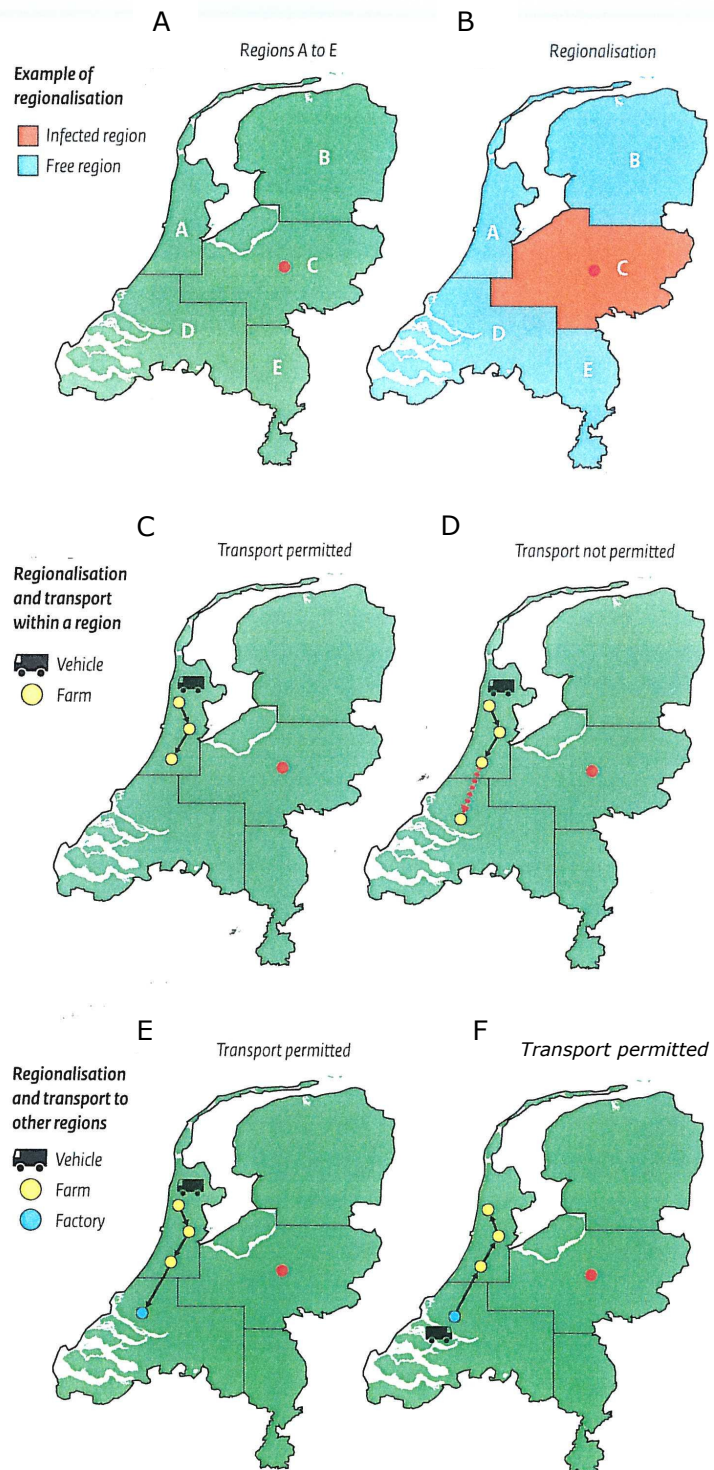 A
B
Regions A to E
Regionalisation
Example of
regionalisation
Infected region
Free region
B
A
C
D
E
B
A
C
D
E
C
D
Transport permitted
Transport not permitted
Regionalisation
and transport
within a region
Vehicle
Farm
E
F
Transport permitted
Transport permitted
Regionalisation
and transport to
other regions
Vehicle
Farm
Factory